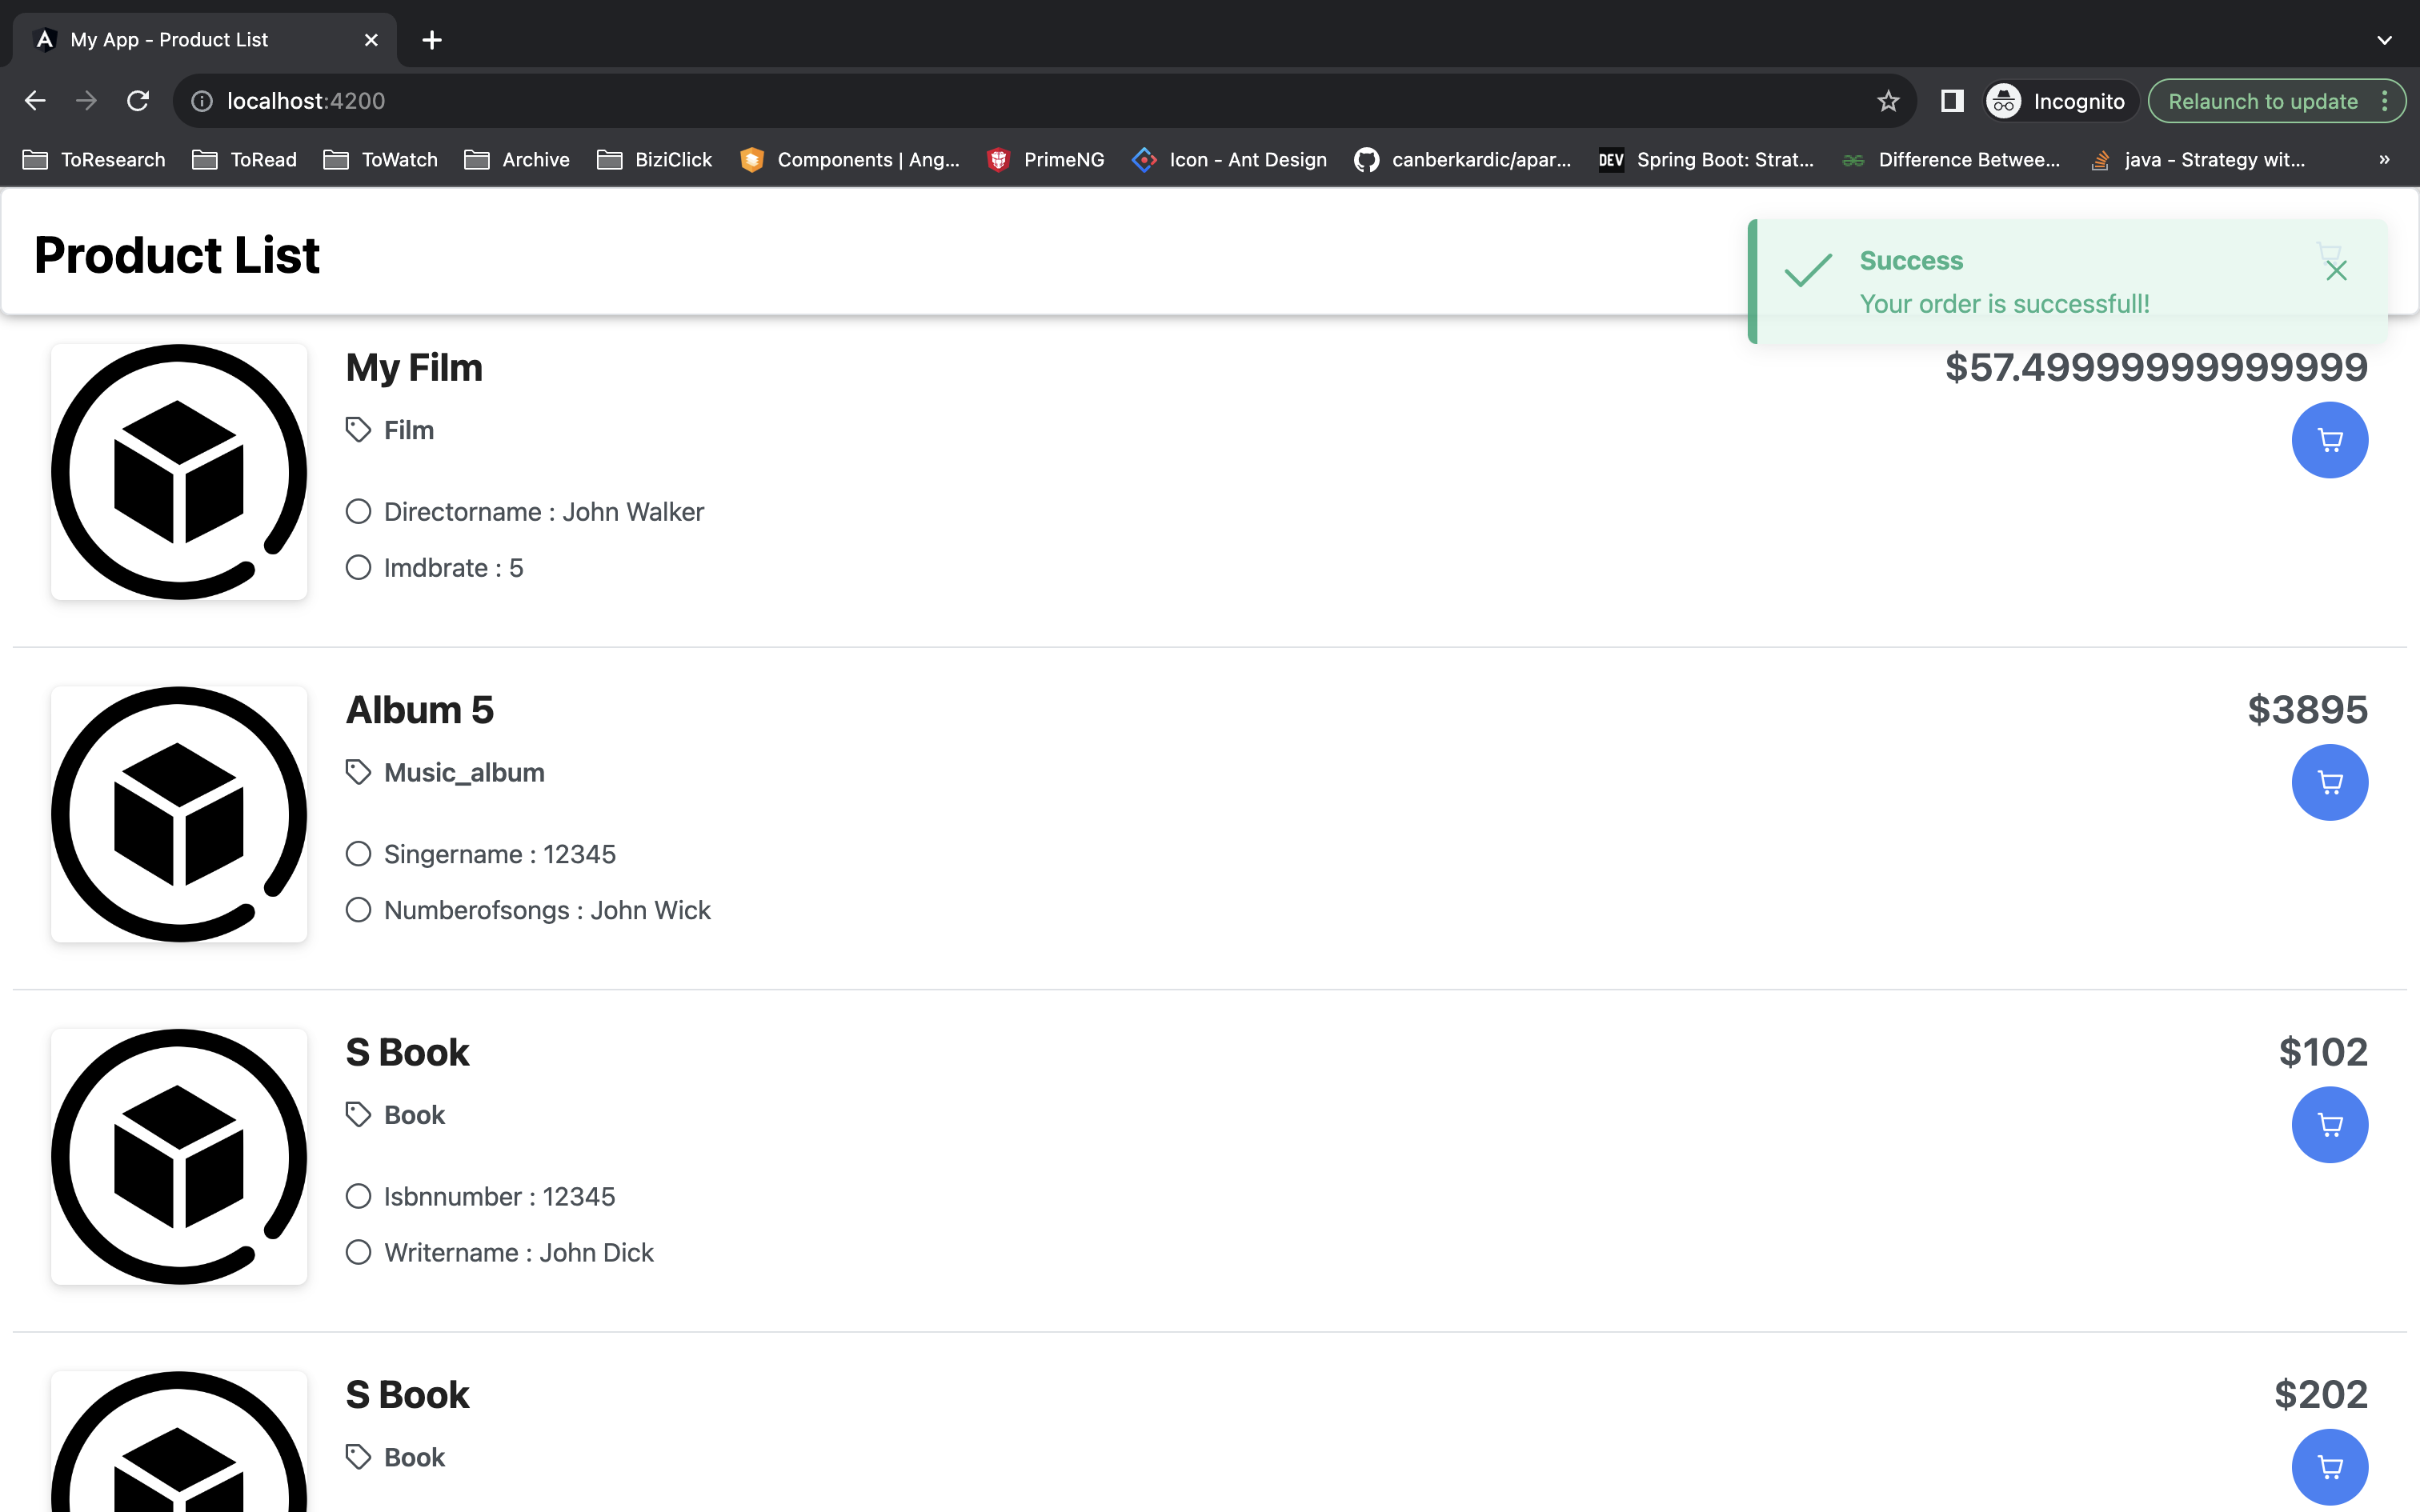 My App - Product List
localhost:4200
Incognito
Relaunch to update
ToResearch
ToRead
ToWatch
Archive
BiziClick
Components | Ang...
PrimeNG
Icon - Ant Design
canberkardic/apar...
DEV
Spring Boot: Strat...
Difference Betwee...
java - Strategy wit...
»
Product List
Success
Your order is successfull!
My Film
$57.49999999999999
Film
Directorname : John Walker
Imdbrate : 5
Album 5
$3895
Music_album
Singername : 12345
Numberofsongs : John Wick
S Book
$102
Book
Isbnnumber : 12345
Writername : John Dick
S Book
$202
Book